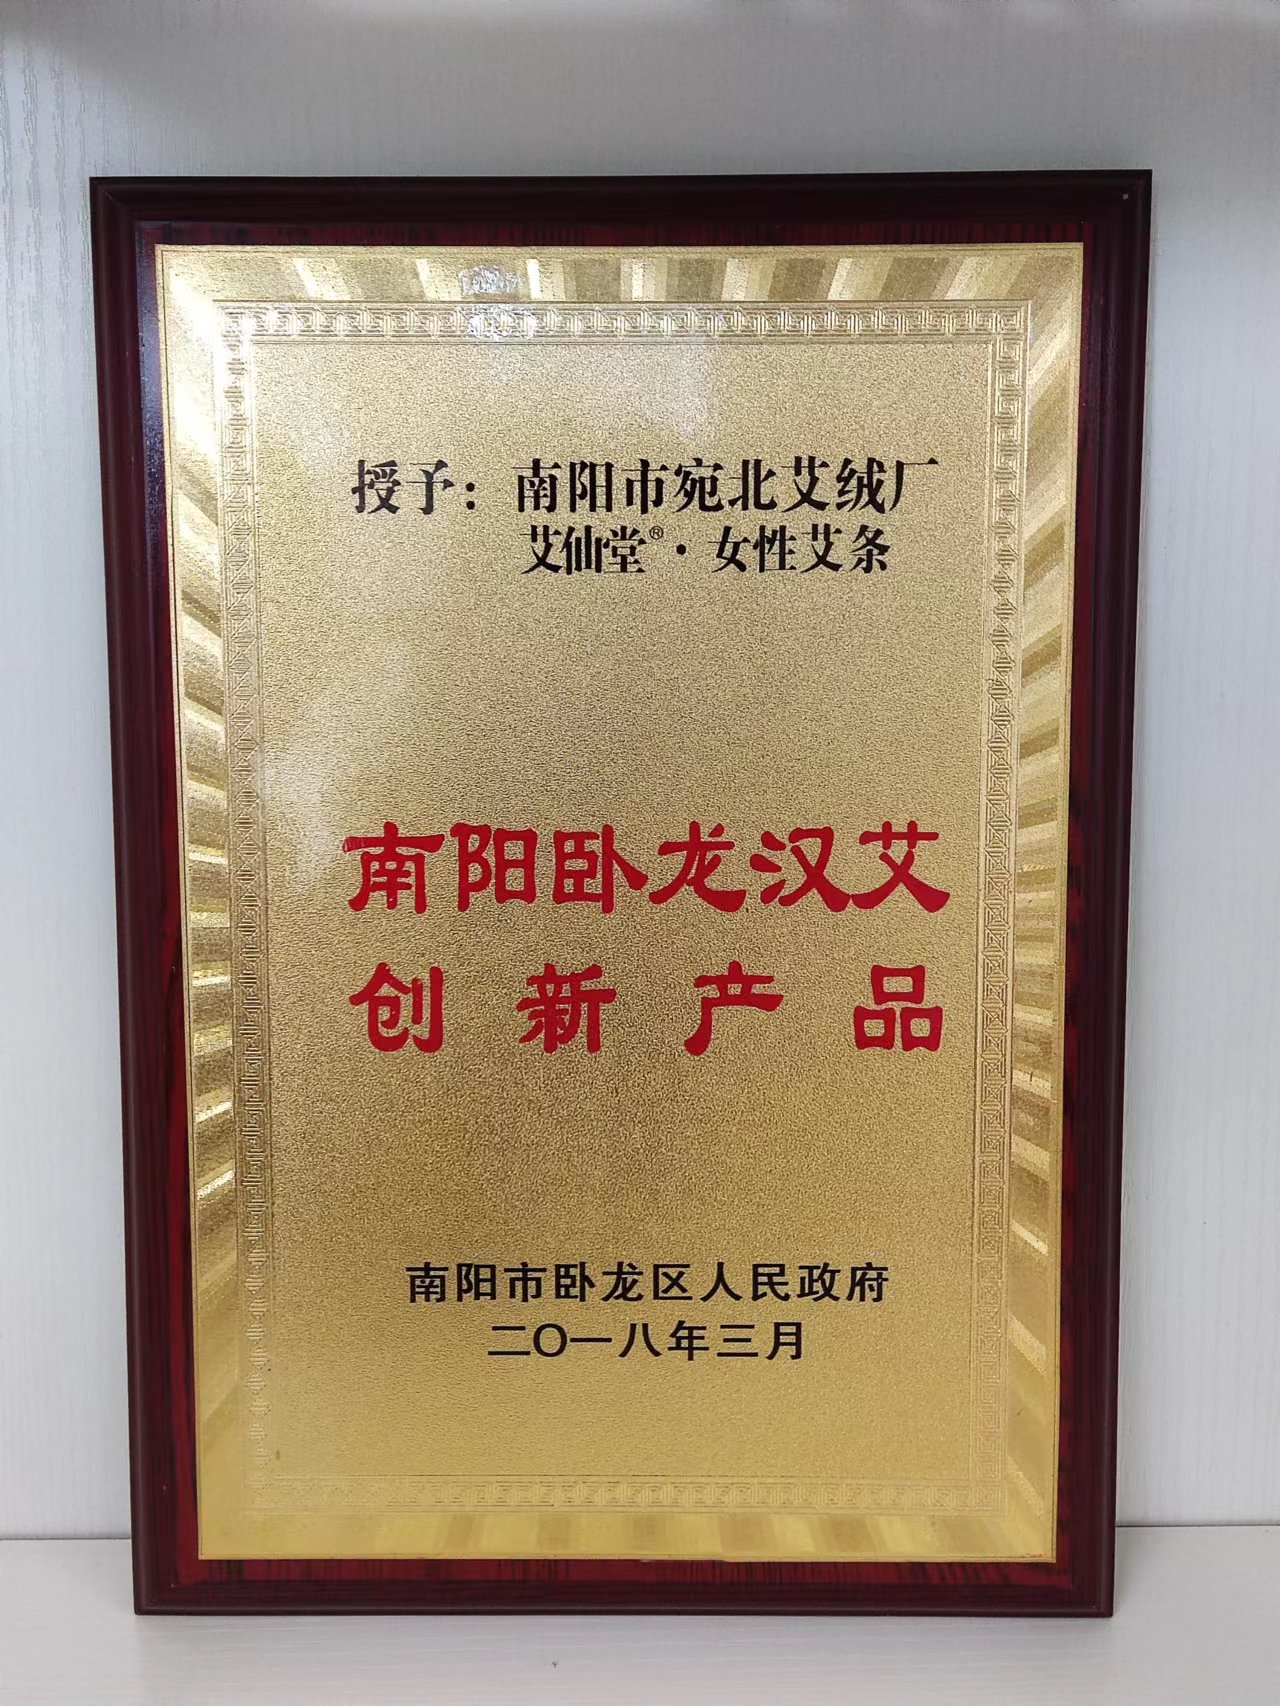 授予：南阳市宛北艾绒厂
艾仙堂®·女性艾条
南阳卧龙汉艾
创新产品
南阳市卧龙区人民政府
二〇一八年三月